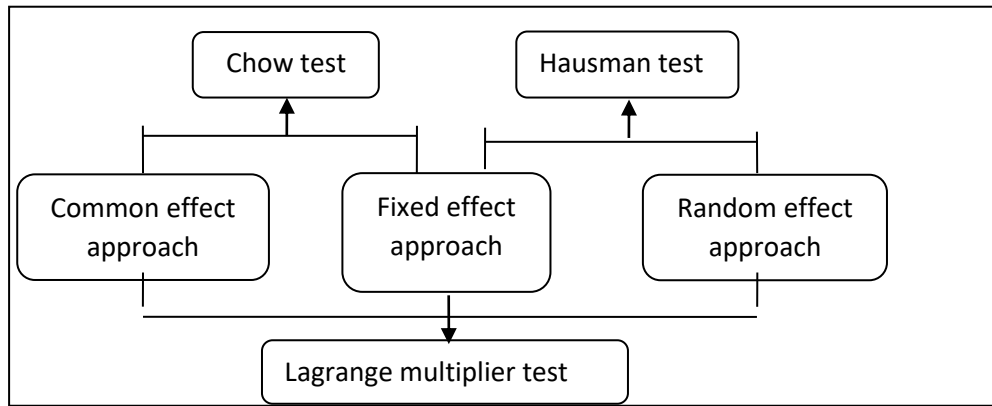 Chow test
Hausman test
Common effect
approach
Fixed effect
approach
Random effect
approach
Lagrange multiplier test